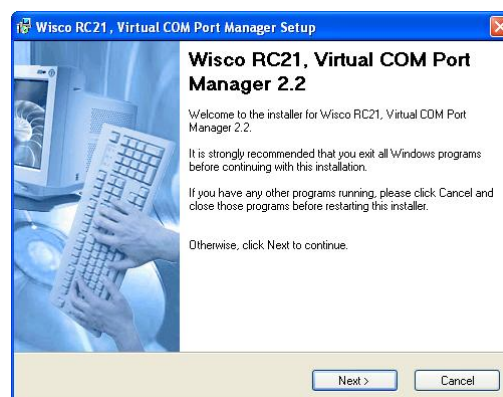 Wisco RC21, Virtual COM Port Manager Setup
Wisco RC21, Virtual COM Port
Manager 2.2
Welcome to the installer for Wisco RC21, Virtual COM Port
Manager 2.2.
It is strongly recommended that you exit all Windows programs
before continuing with this installation.
If you have any other programs running, please click Cancel and
close those programs before restarting this installer.
Otherwise, click Next to continue.
Next >
Cancel